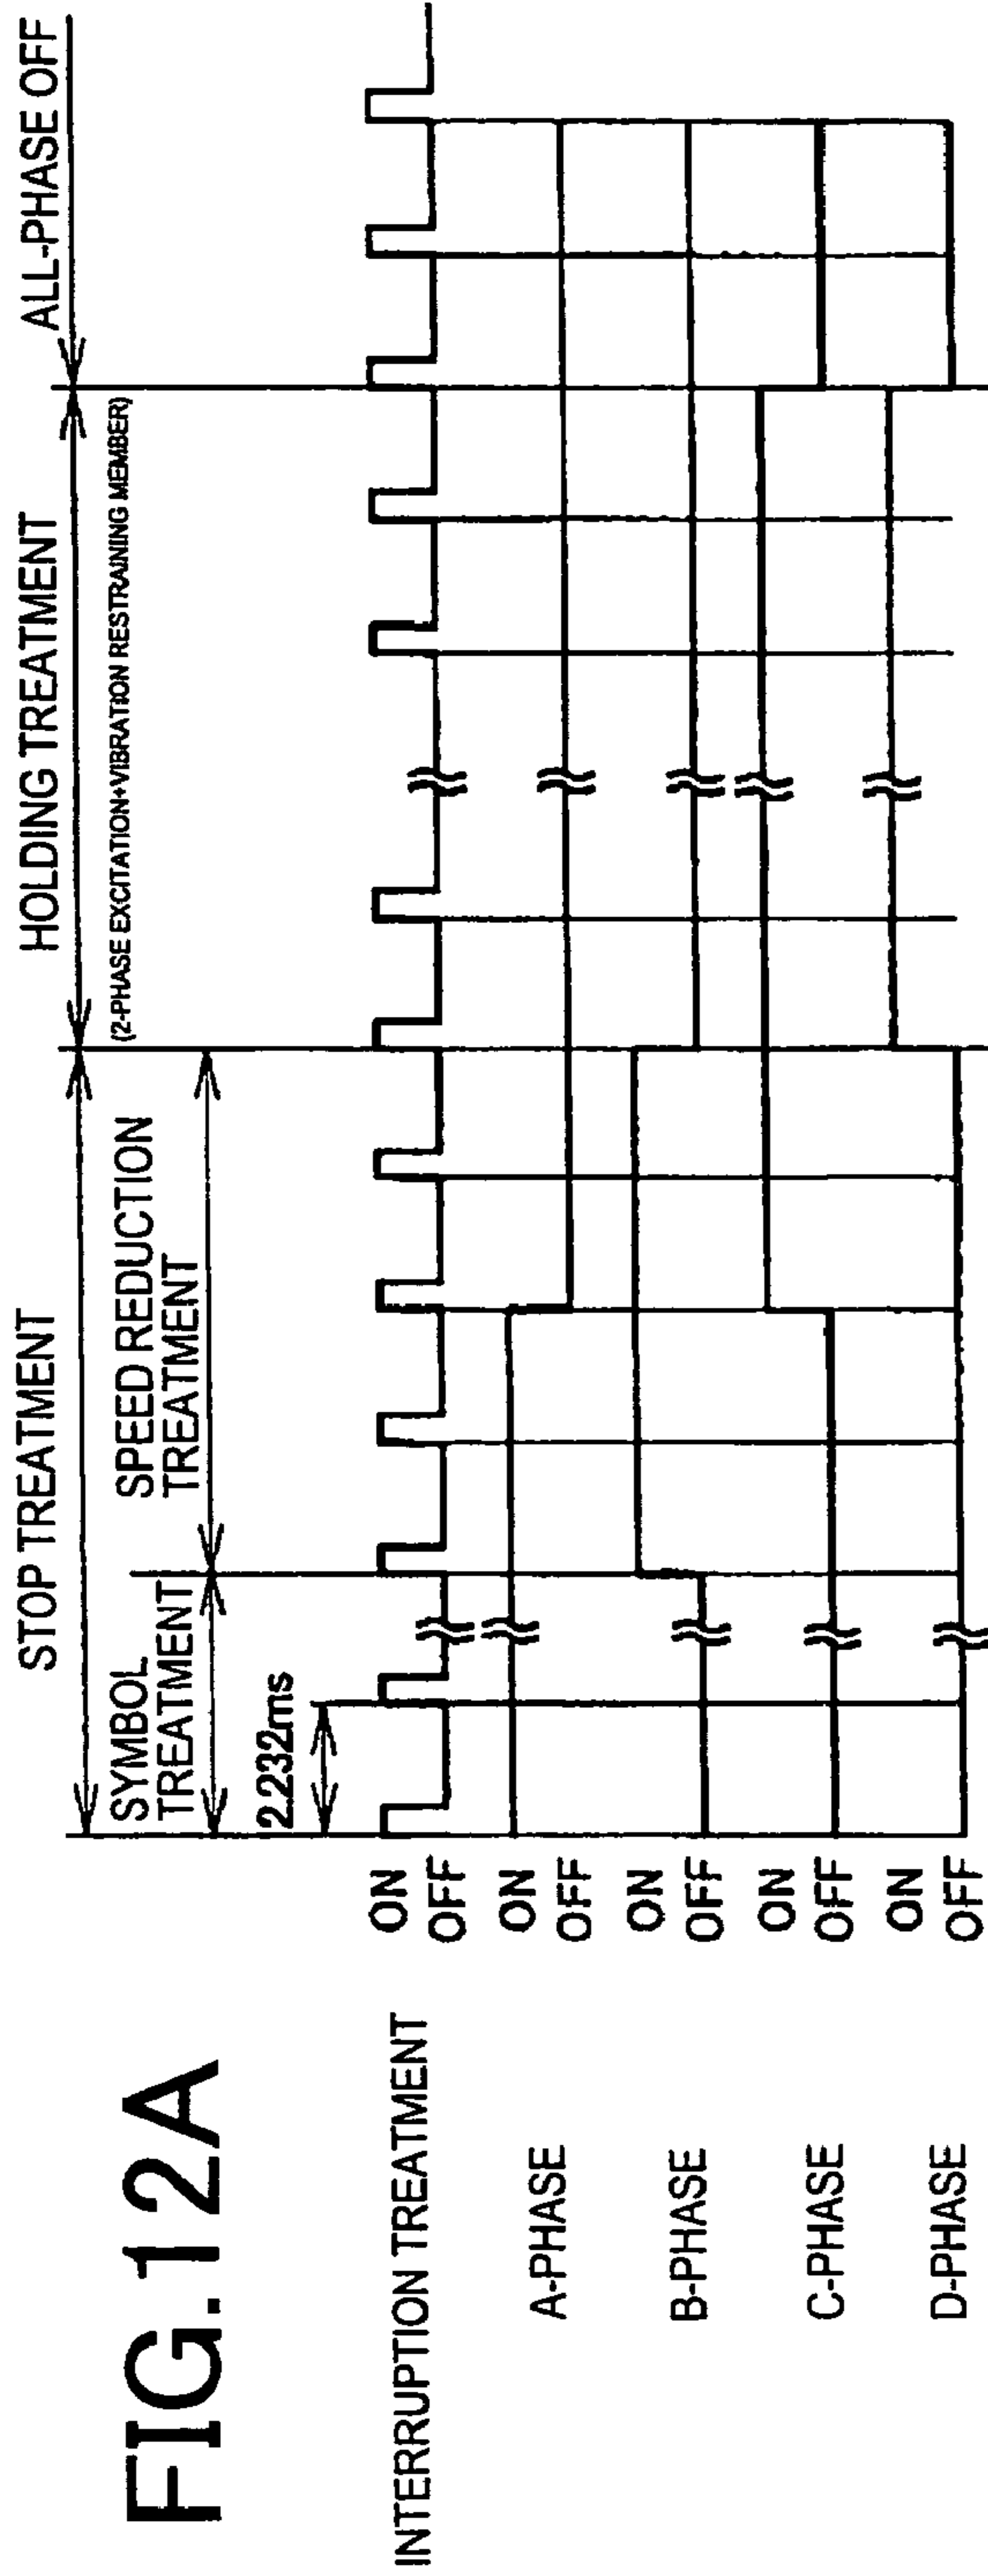 FIG.12A
STOP TREATMENT
HOLDING TREATMENT
ALL-PHASE OFF
SYMBOL
TREATMENT
SPEED REDUCTION
TREATMENT
(2-PHASE EXCITATION+VIBRATION RESTRAINING MEMBER)
2.232ms
INTERRUPTION TREATMENT
ON
OFF
A-PHASE
ON
OFF
B-PHASE
ON
OFF
C-PHASE
ON
OFF
D-PHASE
ON
OFF